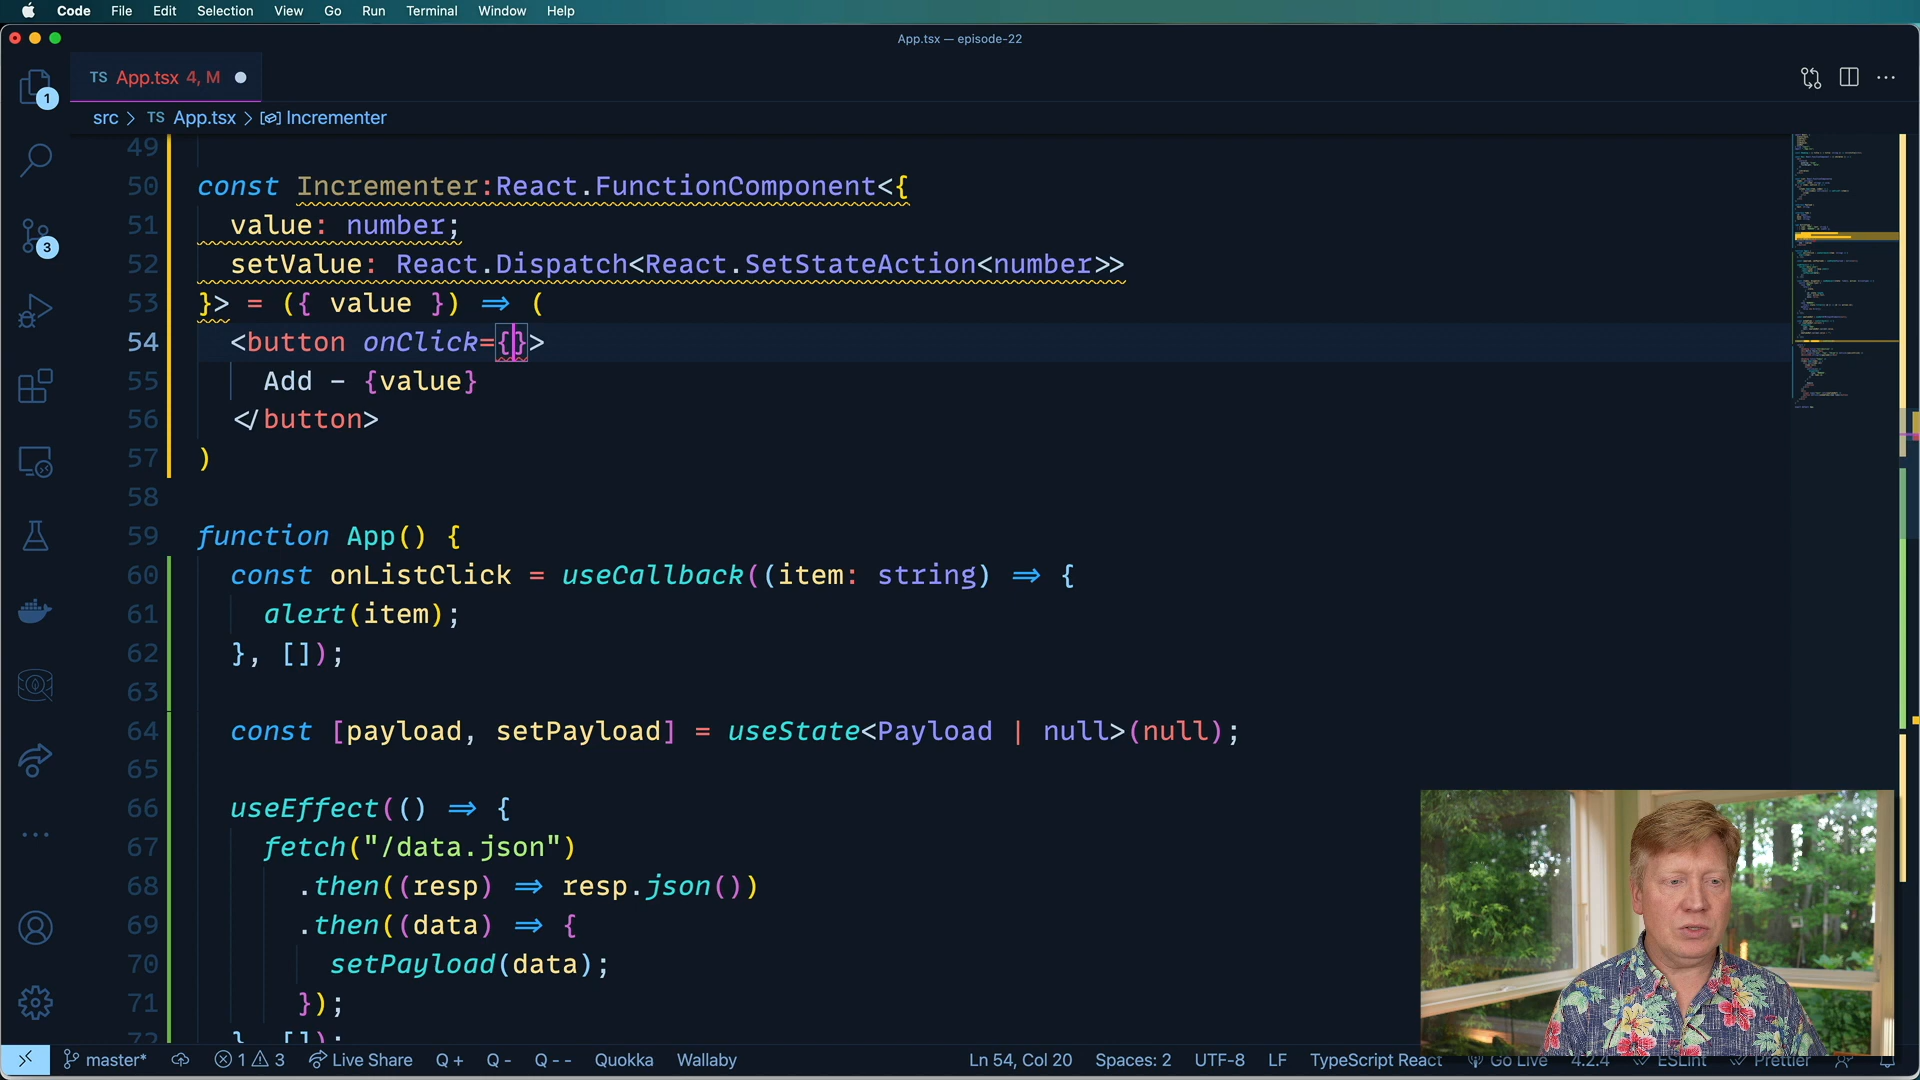 Code File Edit Selection View Go Run Terminal Window Help
App.tsx — episode-22
TS App.tsx 4, M
1
src > TS App.tsx > Incrementer
3
49
50 const Incrementer:React.FunctionComponent<{
51 value: number;
52 setValue: React.Dispatch<React.SetStateAction<number>>
53 }> = ({ value }) => (
54 <button onClick={}>
55 Add - {value}
56 </button>
57 )
58
59 function App() {
60 const onListClick = useCallback((item: string) => {
61 alert(item);
62 }, []);
63
64 const [payload, setPayload] = useState<Payload | null>(null);
65
66 useEffect(() => {
67 fetch("/data.json")
68 .then((resp) => resp.json())
69 .then((data) => {
70 setPayload(data);
71 });
72 }, []);
master* 1 3 Live Share Q+ Q- Q-- Quokka Wallaby Ln 54, Col 20 Spaces: 2 UTF-8 LF TypeScript React Go Live 4.2.4 ESLint Prettier